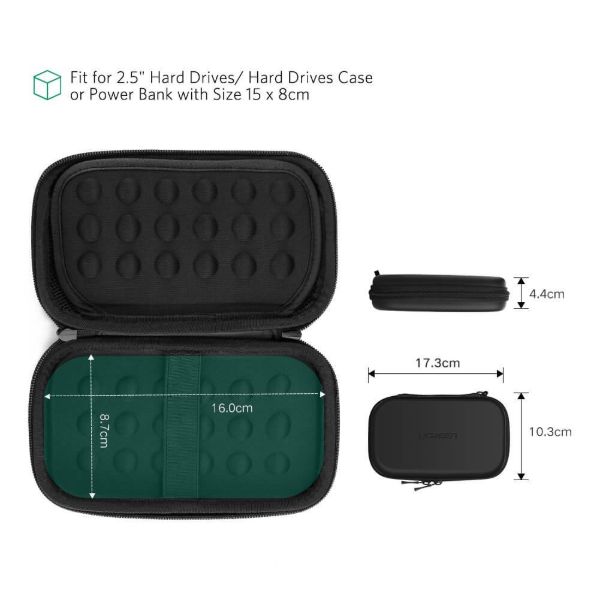 Fit for 2.5" Hard Drives/ Hard Drives Case
or Power Bank with Size 15 x 8cm
4.4cm
17.3cm
16.0cm
8.7cm
10.3cm
UGREEN